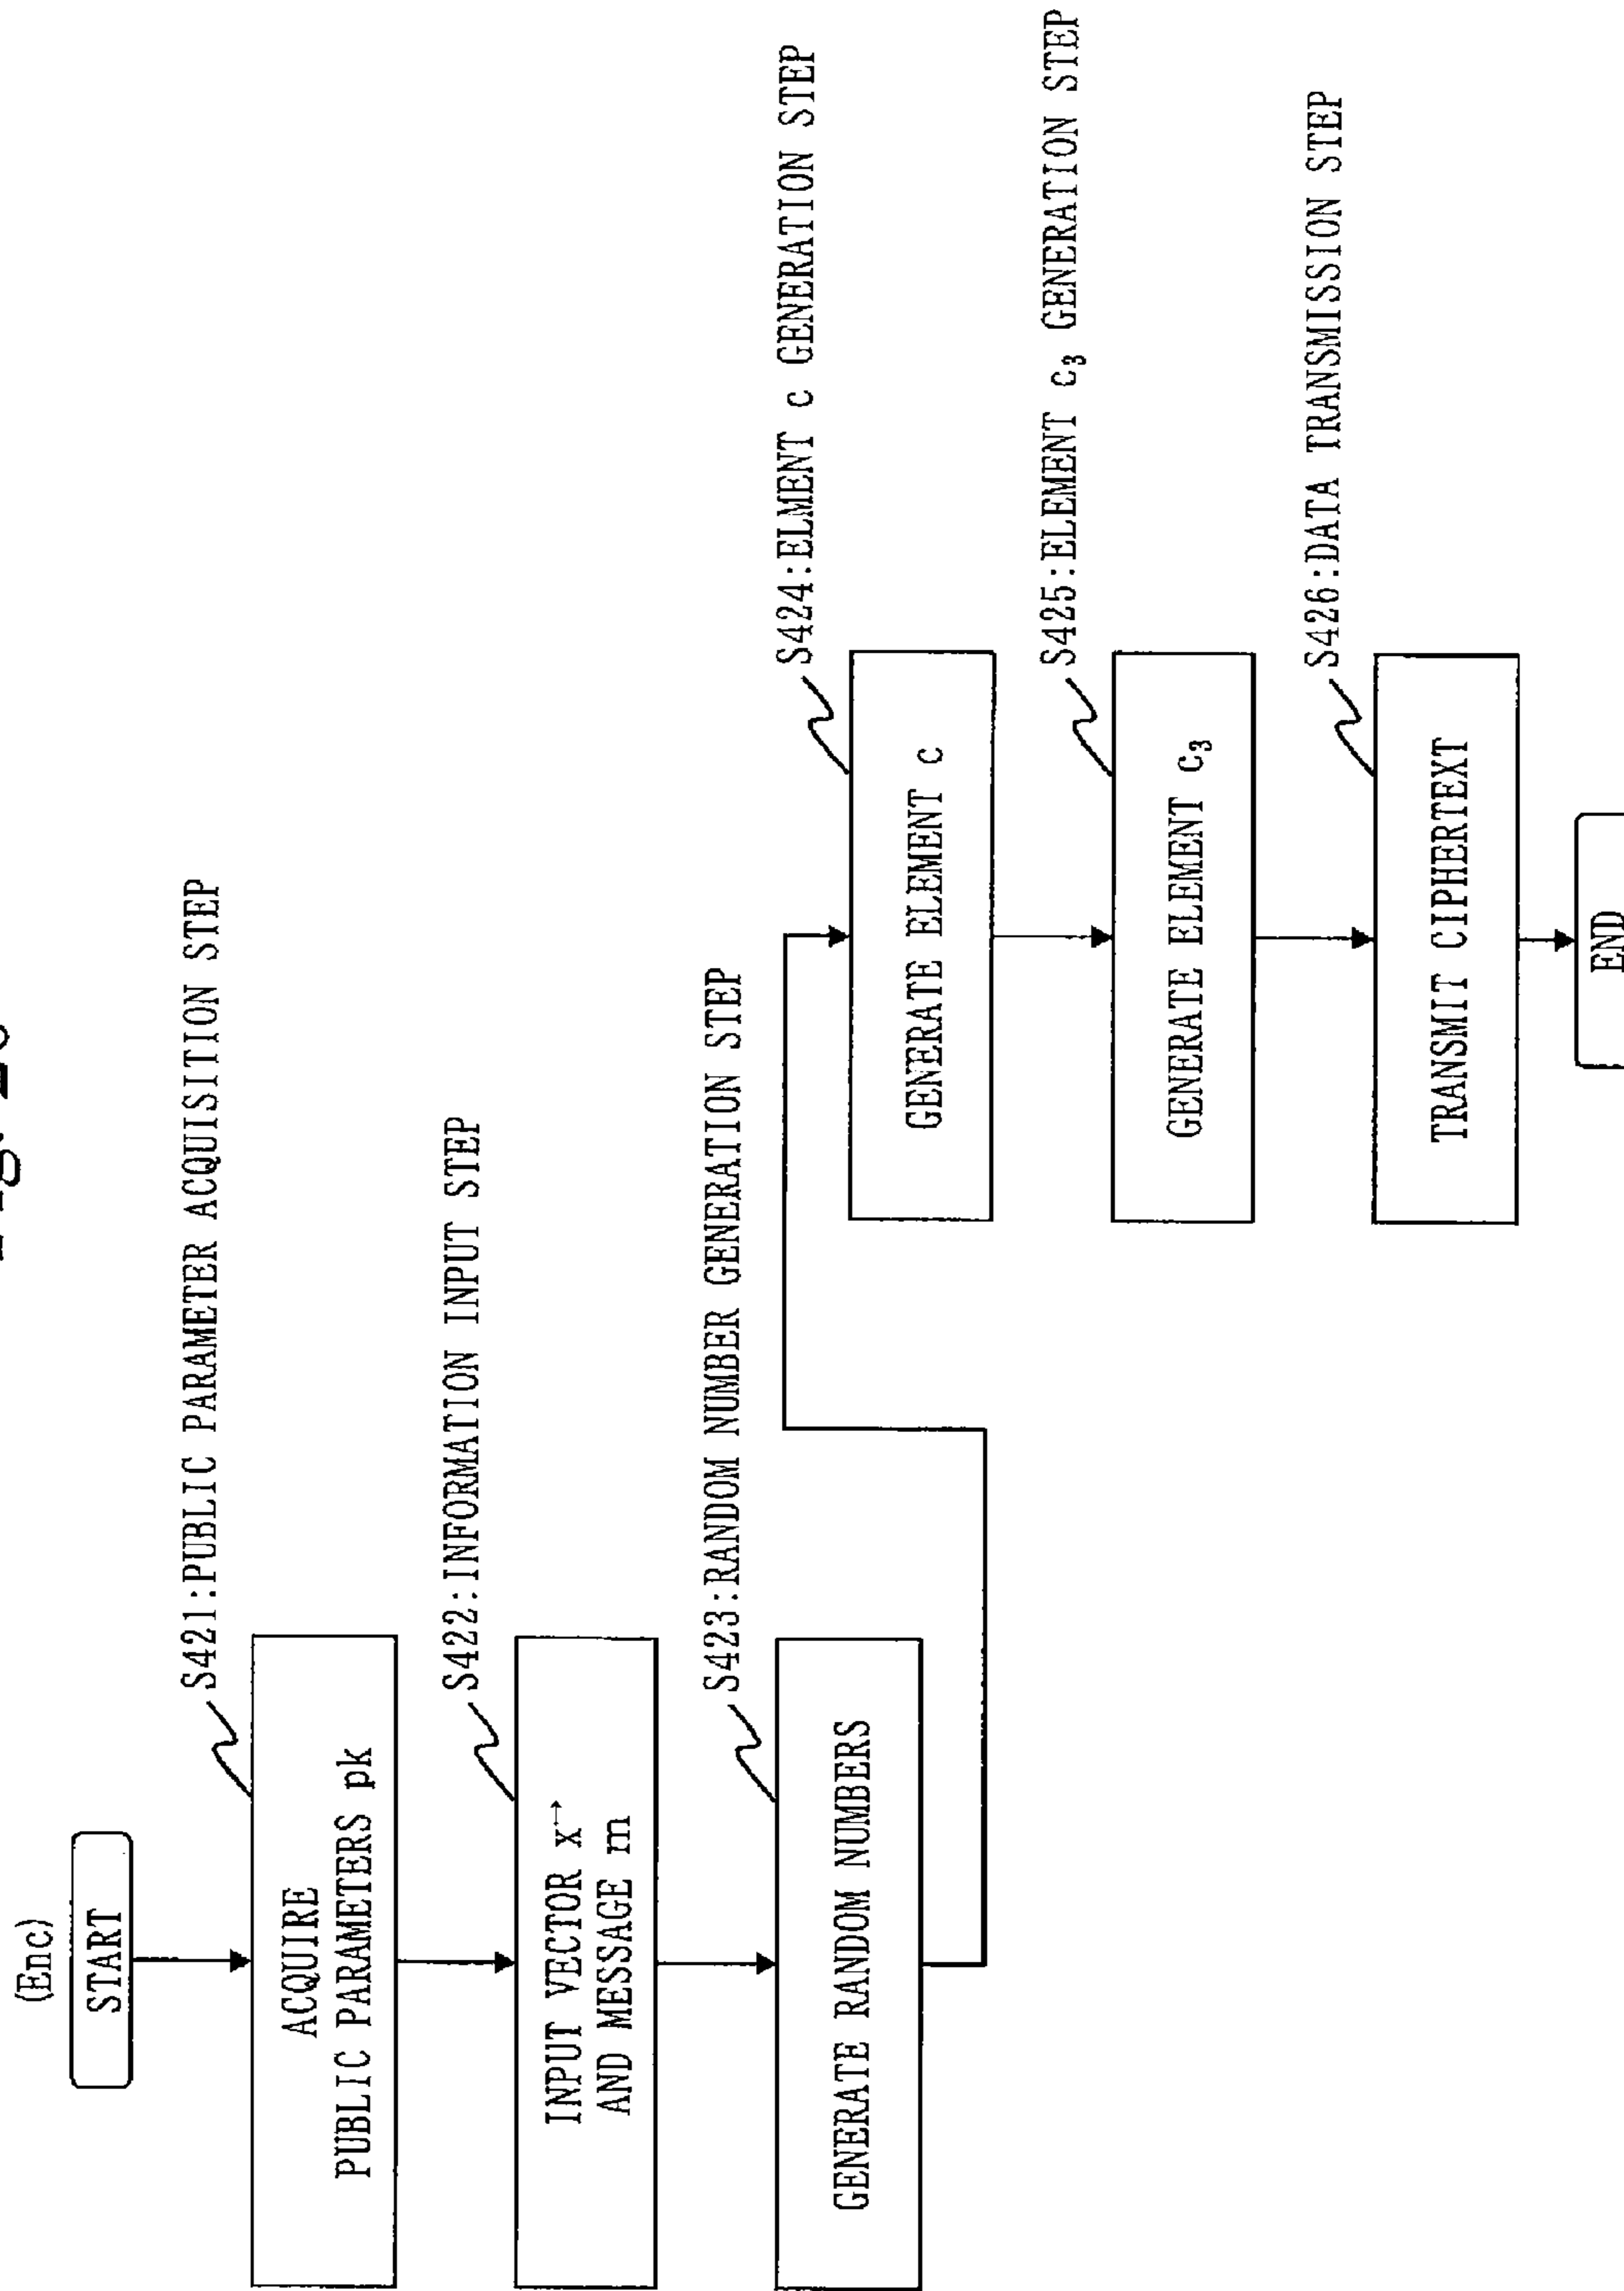 (Enc)
START
S421:PUBLIC PARAMETER ACQUISITION STEP
ACQUIRE
PUBLIC PARAMETERS pk
S422:INFORMATION INPUT STEP
INPUT VECTOR x→
AND MESSAGE m
S423:RANDOM NUMBER GENERATION STEP
GENERATE RANDOM NUMBERS
S424:ELMENT c GENERATION STEP
GENERATE ELEMENT c
S425:ELEMENT c₃ GENERATION STEP
GENERATE ELEMENT c₃
S426:DATA TRANSMISSION STEP
TRANSMIT CIPHERTEXT
END